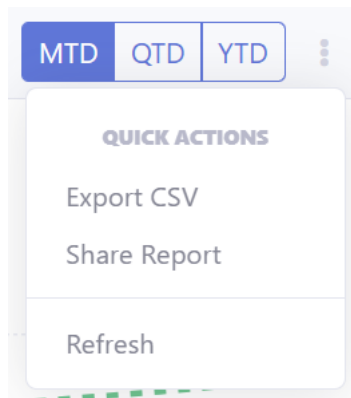 MTD QTD YTD
QUICK ACTIONS
Export CSV
Share Report
Refresh